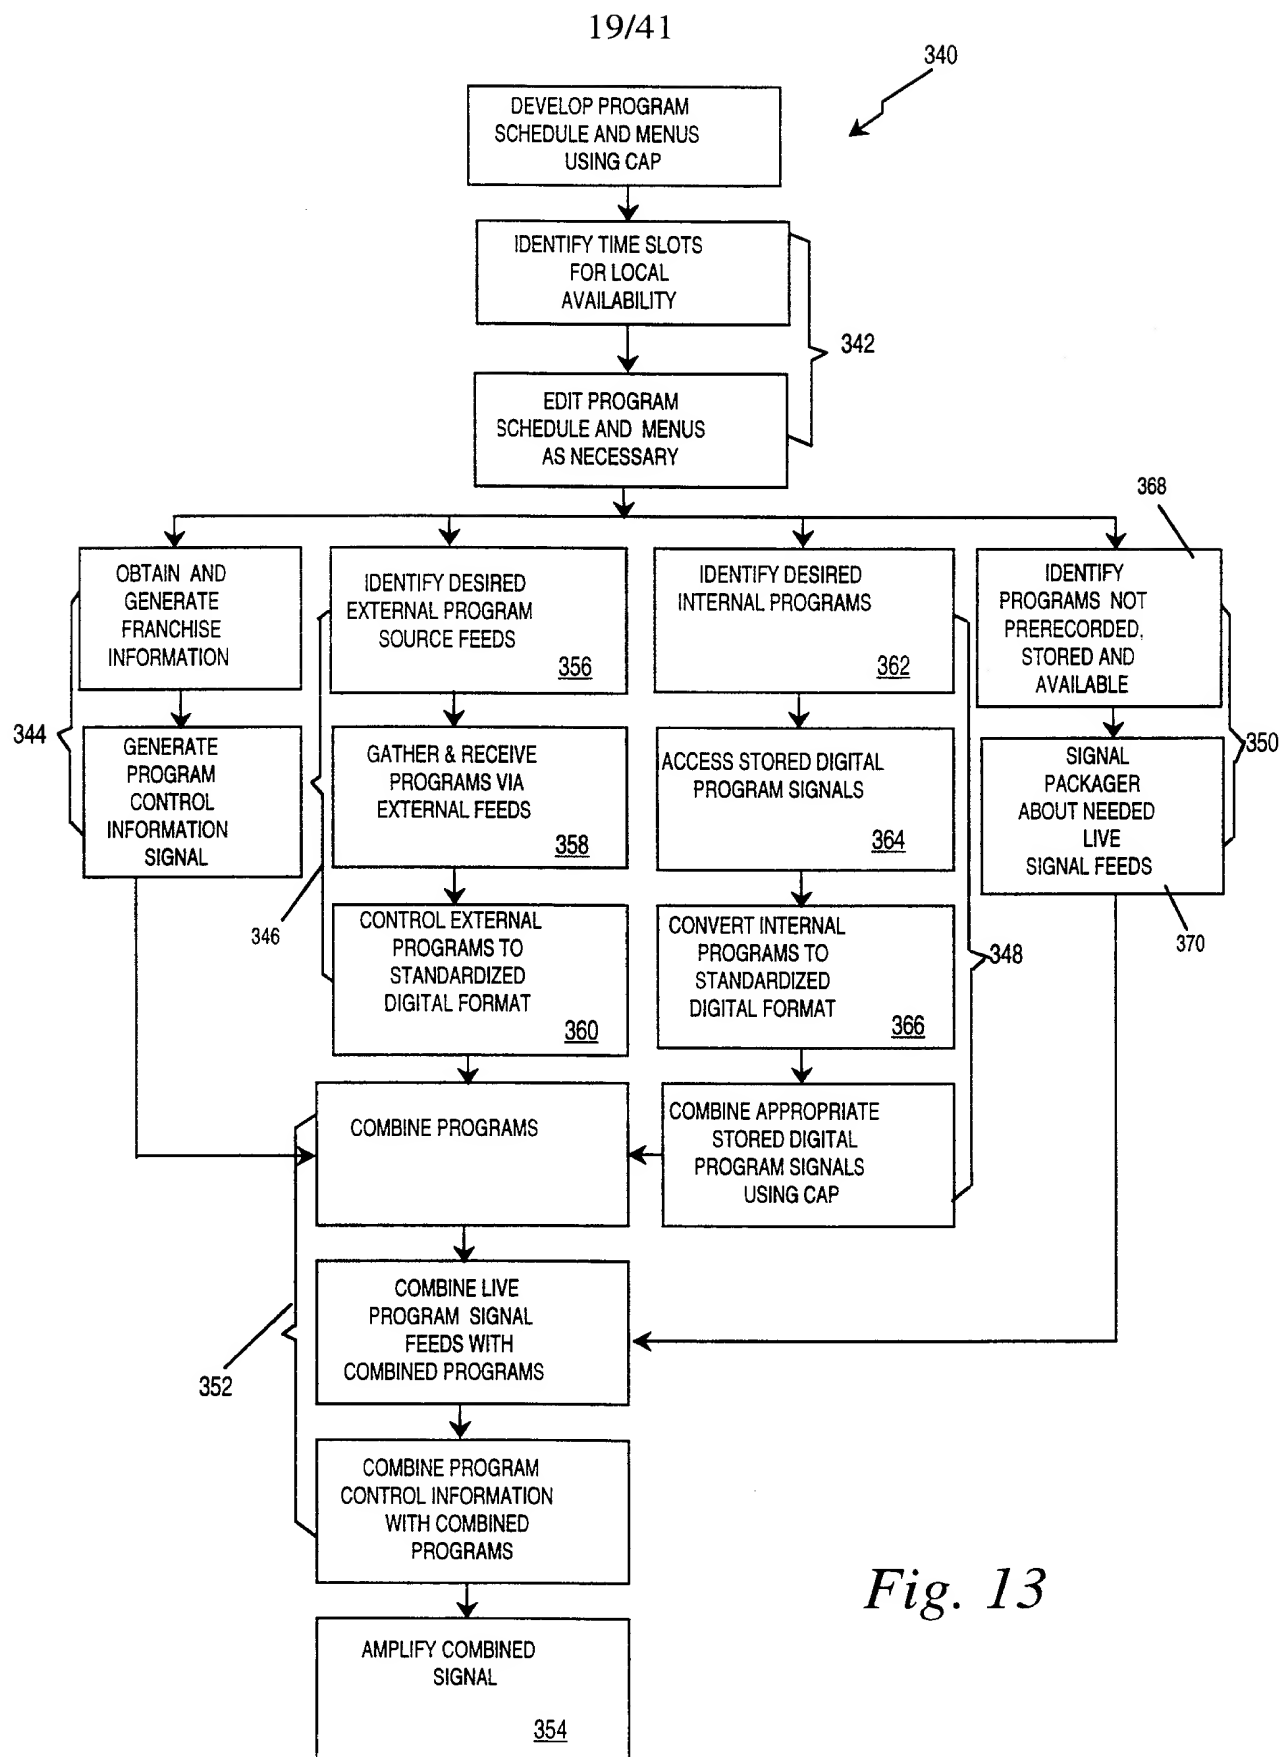 19/41
340
DEVELOP PROGRAM
SCHEDULE AND MENUS
USING CAP
IDENTIFY TIME SLOTS
FOR LOCAL
AVAILABILITY
342
EDIT PROGRAM
SCHEDULE AND MENUS
AS NECESSARY
344
OBTAIN AND
GENERATE
FRANCHISE
INFORMATION
GENERATE
PROGRAM
CONTROL
INFORMATION
SIGNAL
346
IDENTIFY DESIRED
EXTERNAL PROGRAM
SOURCE FEEDS
356
GATHER & RECEIVE
PROGRAMS VIA
EXTERNAL FEEDS
358
CONTROL EXTERNAL
PROGRAMS TO
STANDARDIZED
DIGITAL FORMAT
360
IDENTIFY DESIRED
INTERNAL PROGRAMS
362
ACCESS STORED DIGITAL
PROGRAM SIGNALS
364
CONVERT INTERNAL
PROGRAMS TO
STANDARDIZED
DIGITAL FORMAT
366
COMBINE APPROPRIATE
STORED DIGITAL
PROGRAM SIGNALS
USING CAP
348
368
IDENTIFY
PROGRAMS NOT
PRERECORDED,
STORED AND
AVAILABLE
350
SIGNAL
PACKAGER
ABOUT NEEDED
LIVE
SIGNAL FEEDS
370
COMBINE PROGRAMS
COMBINE LIVE
PROGRAM SIGNAL
FEEDS WITH
COMBINED PROGRAMS
352
COMBINE PROGRAM
CONTROL INFORMATION
WITH COMBINED
PROGRAMS
AMPLIFY COMBINED
SIGNAL
354
Fig. 13